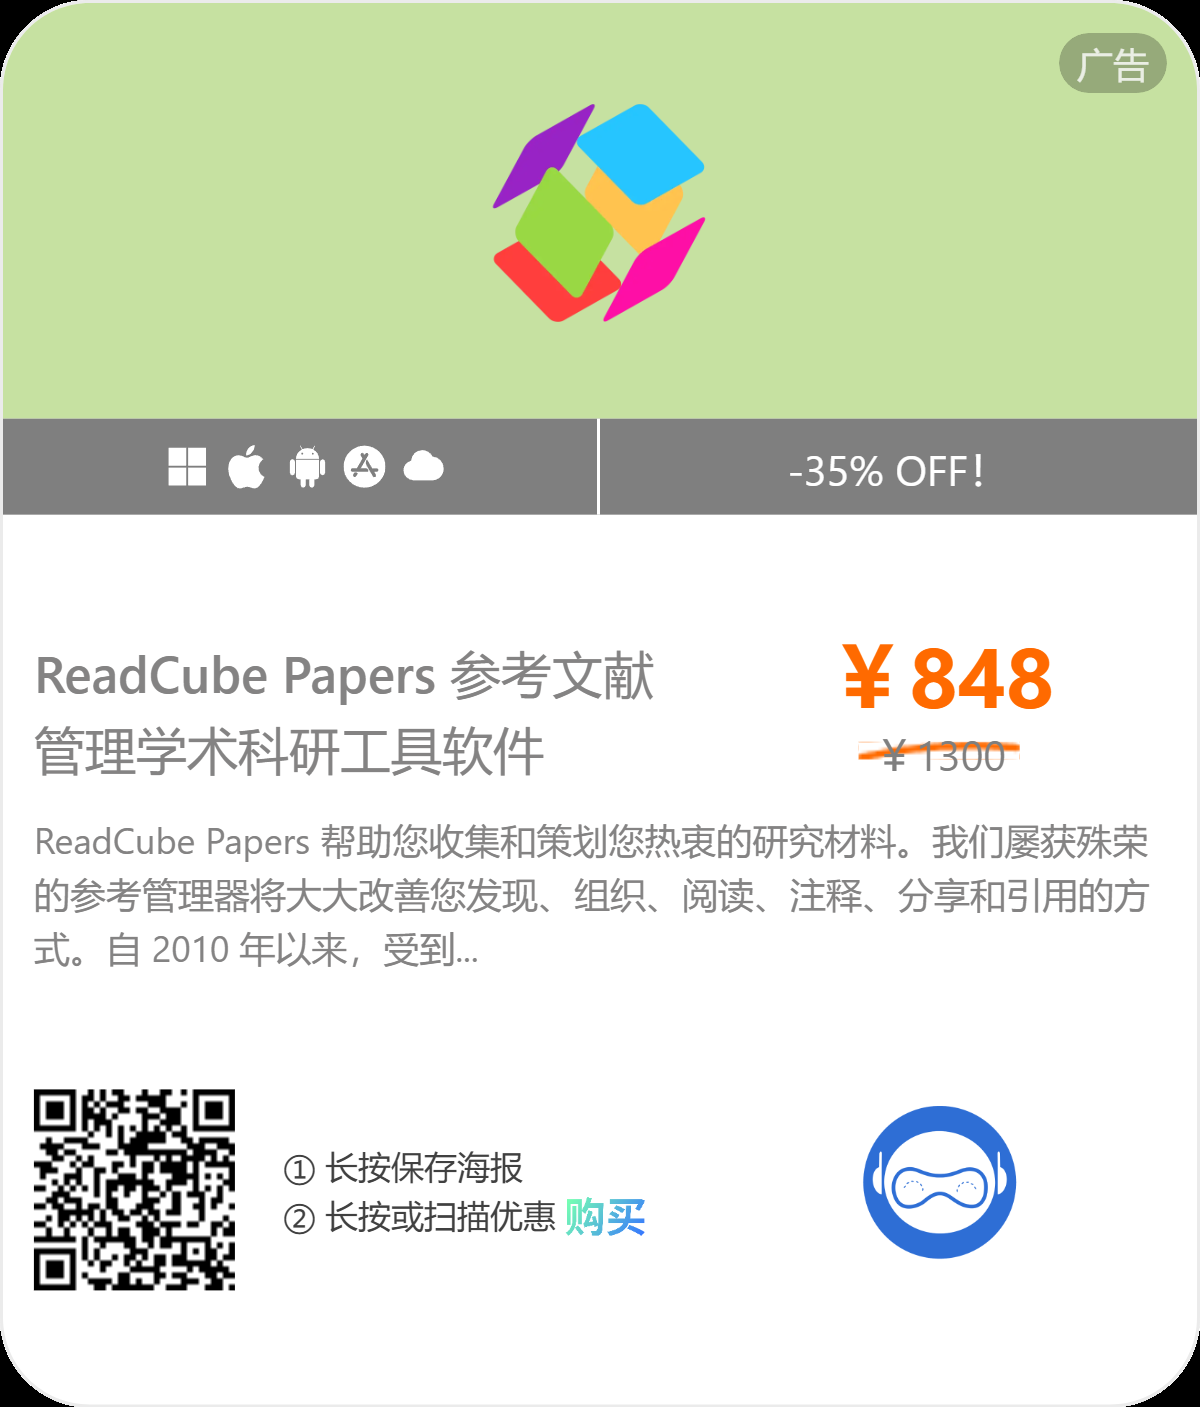 广告
-35% OFF！
ReadCube Papers 参考文献
管理学术科研工具软件
￥848
￥1300
ReadCube Papers 帮助您收集和策划您热衷的研究材料。我们屡获殊荣
的参考管理器将大大改善您发现、组织、阅读、注释、分享和引用的方
式。自 2010 年以来，受到...
① 长按保存海报
② 长按或扫描优惠 购买